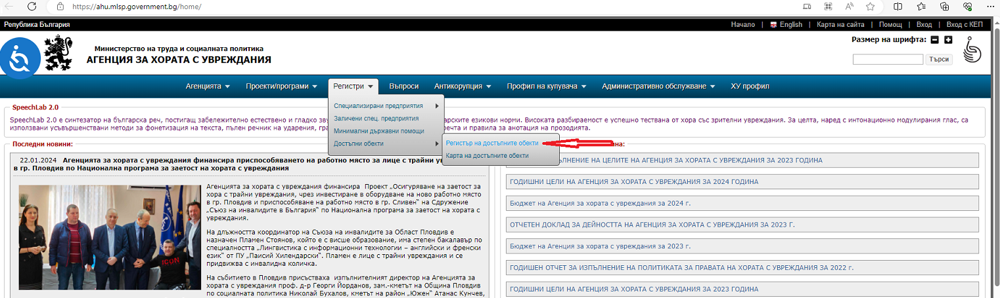 https://ahu.mlsp.government.bg/home/
Република България
Начало | English | Карта на сайта | Помощ | Вход | Вход с КЕП
Министерство на труда и социалната политика
АГЕНЦИЯ ЗА ХОРАТА С УВРЕЖДАНИЯ
Размер на шрифта:
Търси
Агенцията Проекти/програми Регистри Въпроси Антикорупция Профил на купувача Административно обслужване ХУ профил
Специализирани предприятия
Заличени спец. предприятия
Минимални държавни помощи
Достъпни обекти
Регистър на достъпните обекти
Карта на достъпните обекти
SpeechLab 2.0
SpeechLab 2.0 е синтезатор на българска реч, постигащ забележително естествено и гладко арските езикови норми. Високата разбираемост е успешно тествана от хора със зрителни увреждания. За целта, наред с интонационно модулирания глас, са
използвани усъвършенствани методи за фонетизация на текста, пълен речник на ударения, речта и правила за анотация на прозодията.
Последни новини:
22.01.2024 Агенцията за хората с увреждания финансира приспособяването на работно място за лице с трайни
в гр. Пловдив по Национална програма за заетост на хората с увреждания
Агенцията за хората с увреждания финансира Проект „Осигуряване на заетост за
хора с трайни увреждания, чрез инвестиране в оборудване на ново работно място
в гр. Пловдив и приспособяване на работно място в гр. Сливен“ на Сдружение
„Съюз на инвалидите в България“ по Национална програма за заетост на хората с
увреждания.
На длъжността координатор на Съюза на инвалидите за Област Пловдив е
назначен Пламен Стоянов, който е с висше образование, има степен бакалавър по
специалността „Лингвистика с информационни технологии – английски и френски
език“ от ПУ „Паисий Хилендарски“. Пламен е лице с трайни увреждания и се
придвижва с инвалидна количка.
На събитието в Пловдив присъстваха изпълнителният директор на Агенцията за
хората с увреждания проф. д-р Георги Йорданов, зам.-кметът на Община Пловдив
по социалната политика Николай Бухалов, кметът на район „Южен“ Атанас Кунчев,
ICON
ЪЛНЕНИЕ НА ЦЕЛИТЕ НА АГЕНЦИЯ ЗА ХОРАТА С УВРЕЖДАНИЯ ЗА 2023 ГОДИНА
ГОДИШНИ ЦЕЛИ НА АГЕНЦИЯ ЗА ХОРАТА С УВРЕЖДАНИЯ ЗА 2024 ГОДИНА
Бюджет на Агенция за хората с увреждания за 2024 г.
ОТЧЕТЕН ДОКЛАД ЗА ДЕЙНОСТТА НА АГЕНЦИЯ ЗА ХОРАТА С УВРЕЖДАНИЯ ЗА 2023 Г.
Бюджет на Агенция за хората с увреждания за 2023 г.
ГОДИШЕН ОТЧЕТ ЗА ИЗПЪЛНЕНИЕ НА ПОЛИТИКАТА ЗА ПРАВАТА НА ХОРАТА С УВРЕЖДАНИЯ ЗА 2022 г.
ГОДИШНИ ЦЕЛИ НА АГЕНЦИЯ ЗА ХОРАТА С УВРЕЖДАНИЯ ЗА 2023 ГОДИНА